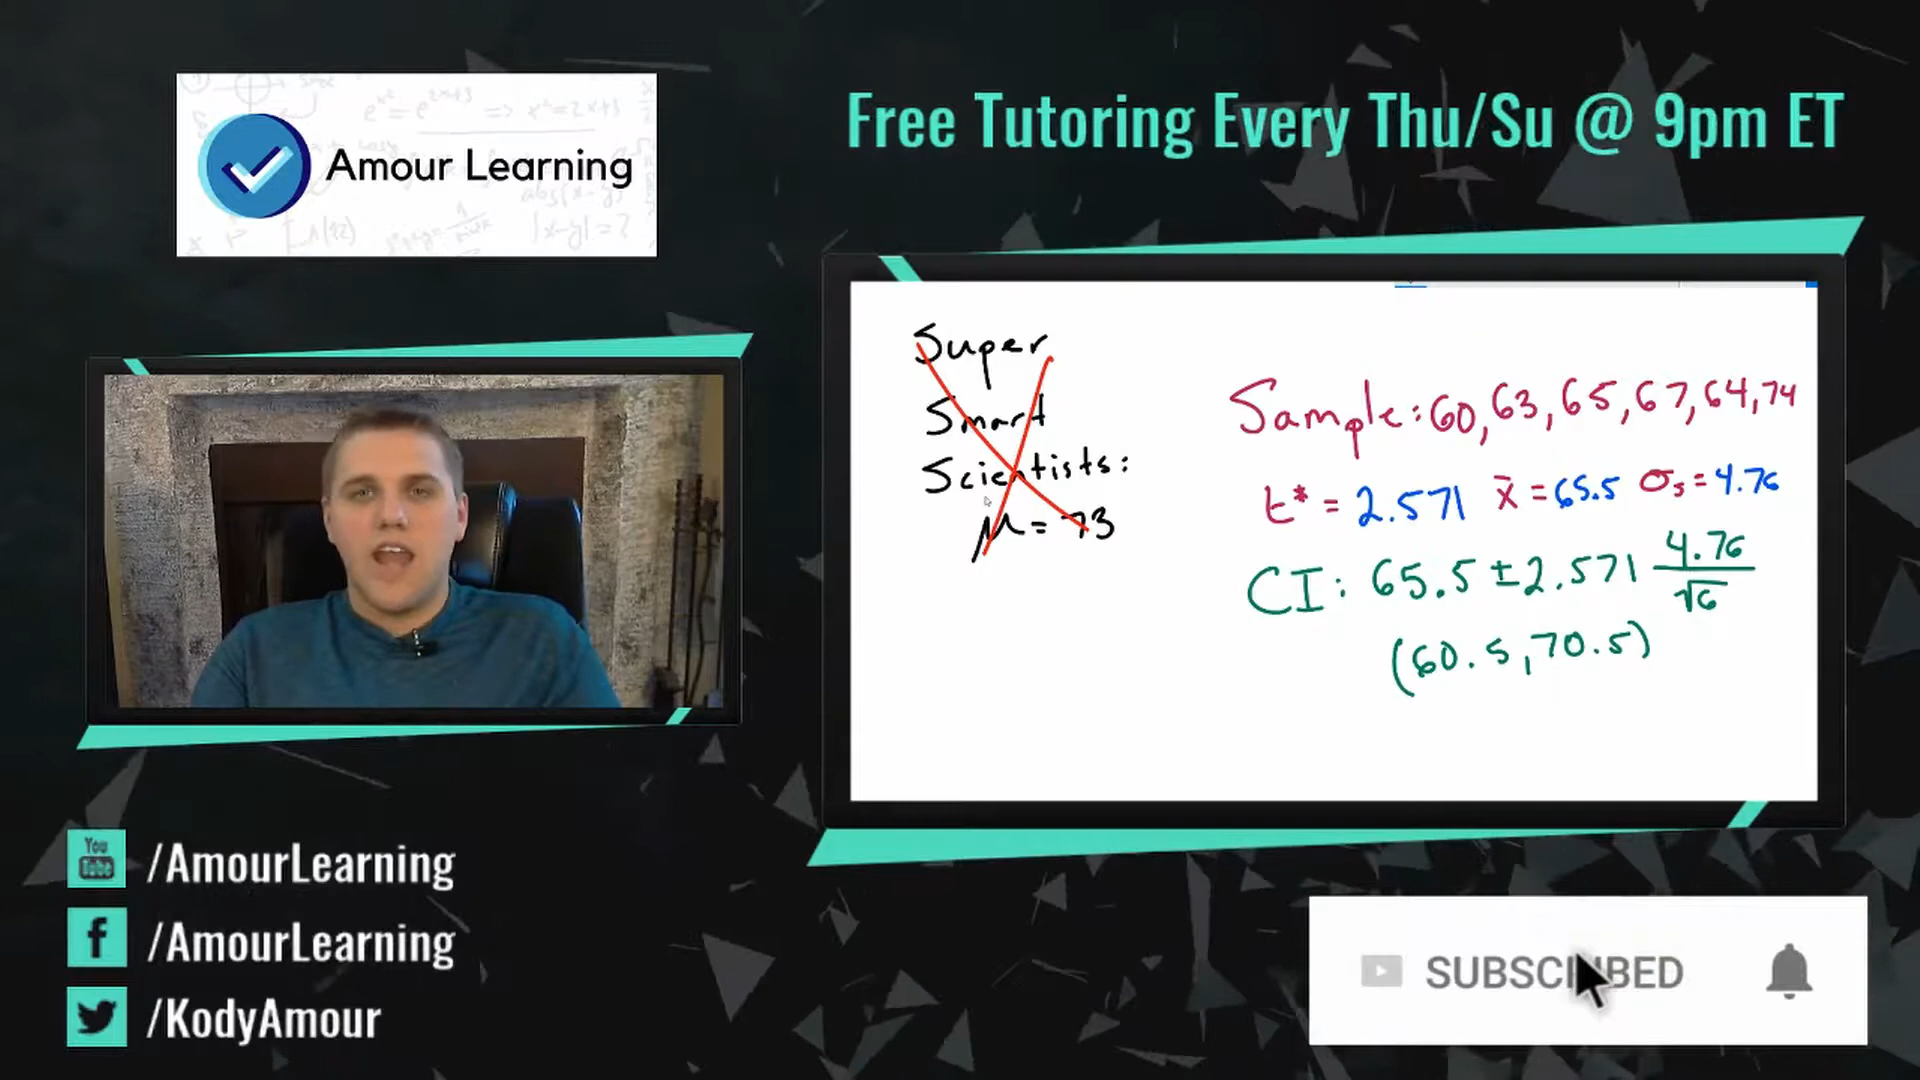 Amour Learning
Free Tutoring Every Thu/Su @ 9pm ET
Super
Smart
Scientists:
μ = 73
Sample: 60, 63, 65, 67, 64, 74
t* = 2.571 x̄ = 65.5 σs = 4.76
CI: 65.5 ± 2.571 4.76/√6
(60.5, 70.5)
You
Tube
/AmourLearning
f
/AmourLearning
/KodyAmour
SUBSCRIBED